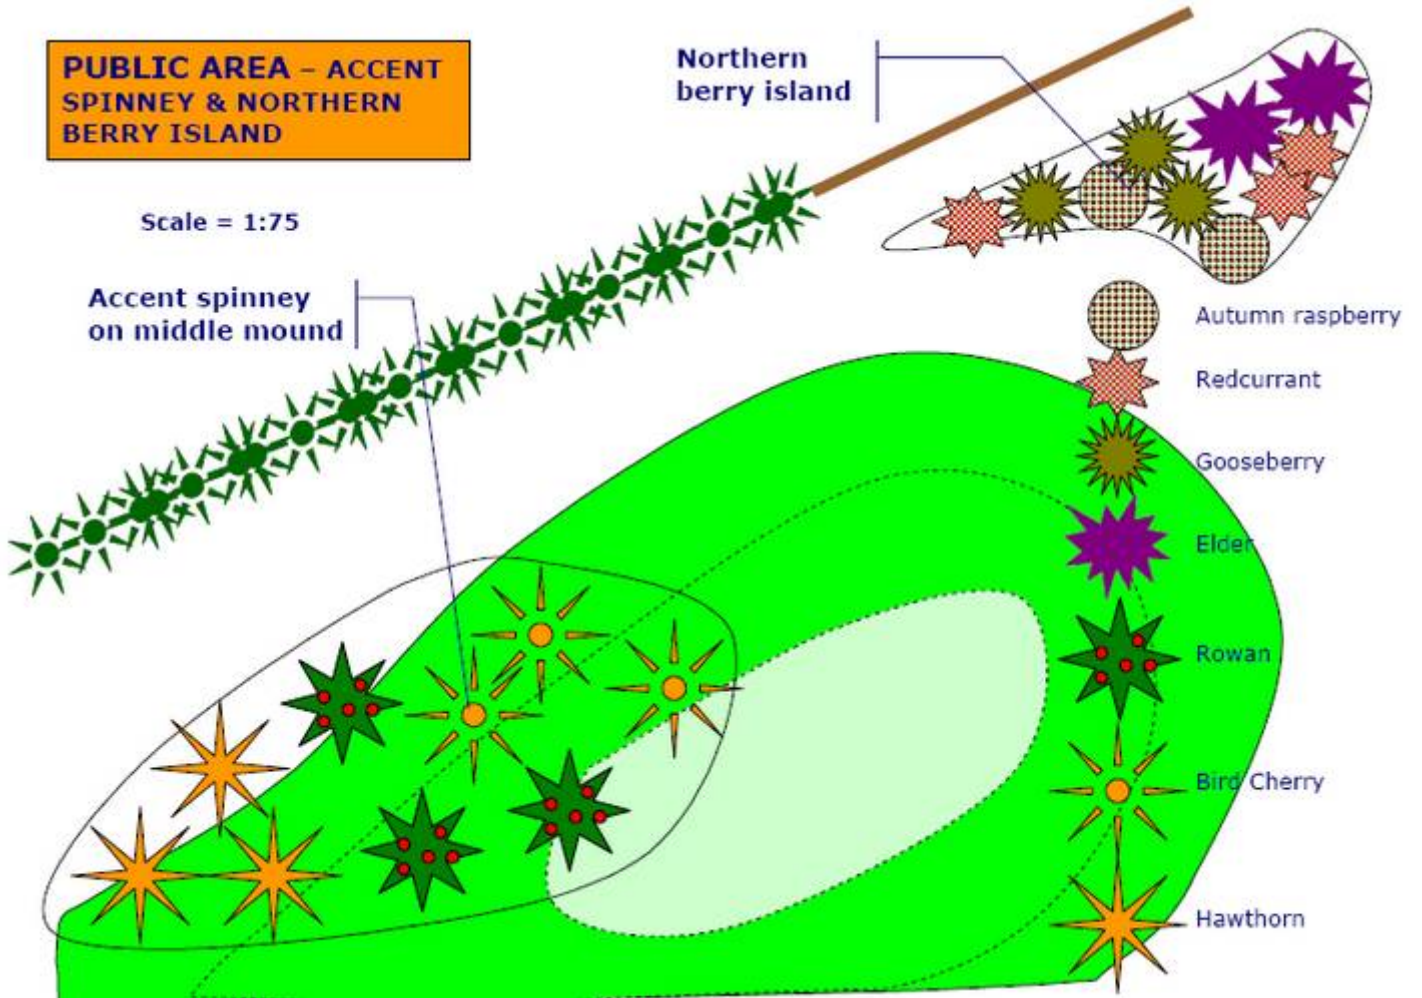 PUBLIC AREA – ACCENT
SPINNEY & NORTHERN
BERRY ISLAND
Northern
berry island
Scale = 1:75
Accent spinney
on middle mound
Autumn raspberry
Redcurrant
Gooseberry
Elder
Rowan
Bird Cherry
Hawthorn